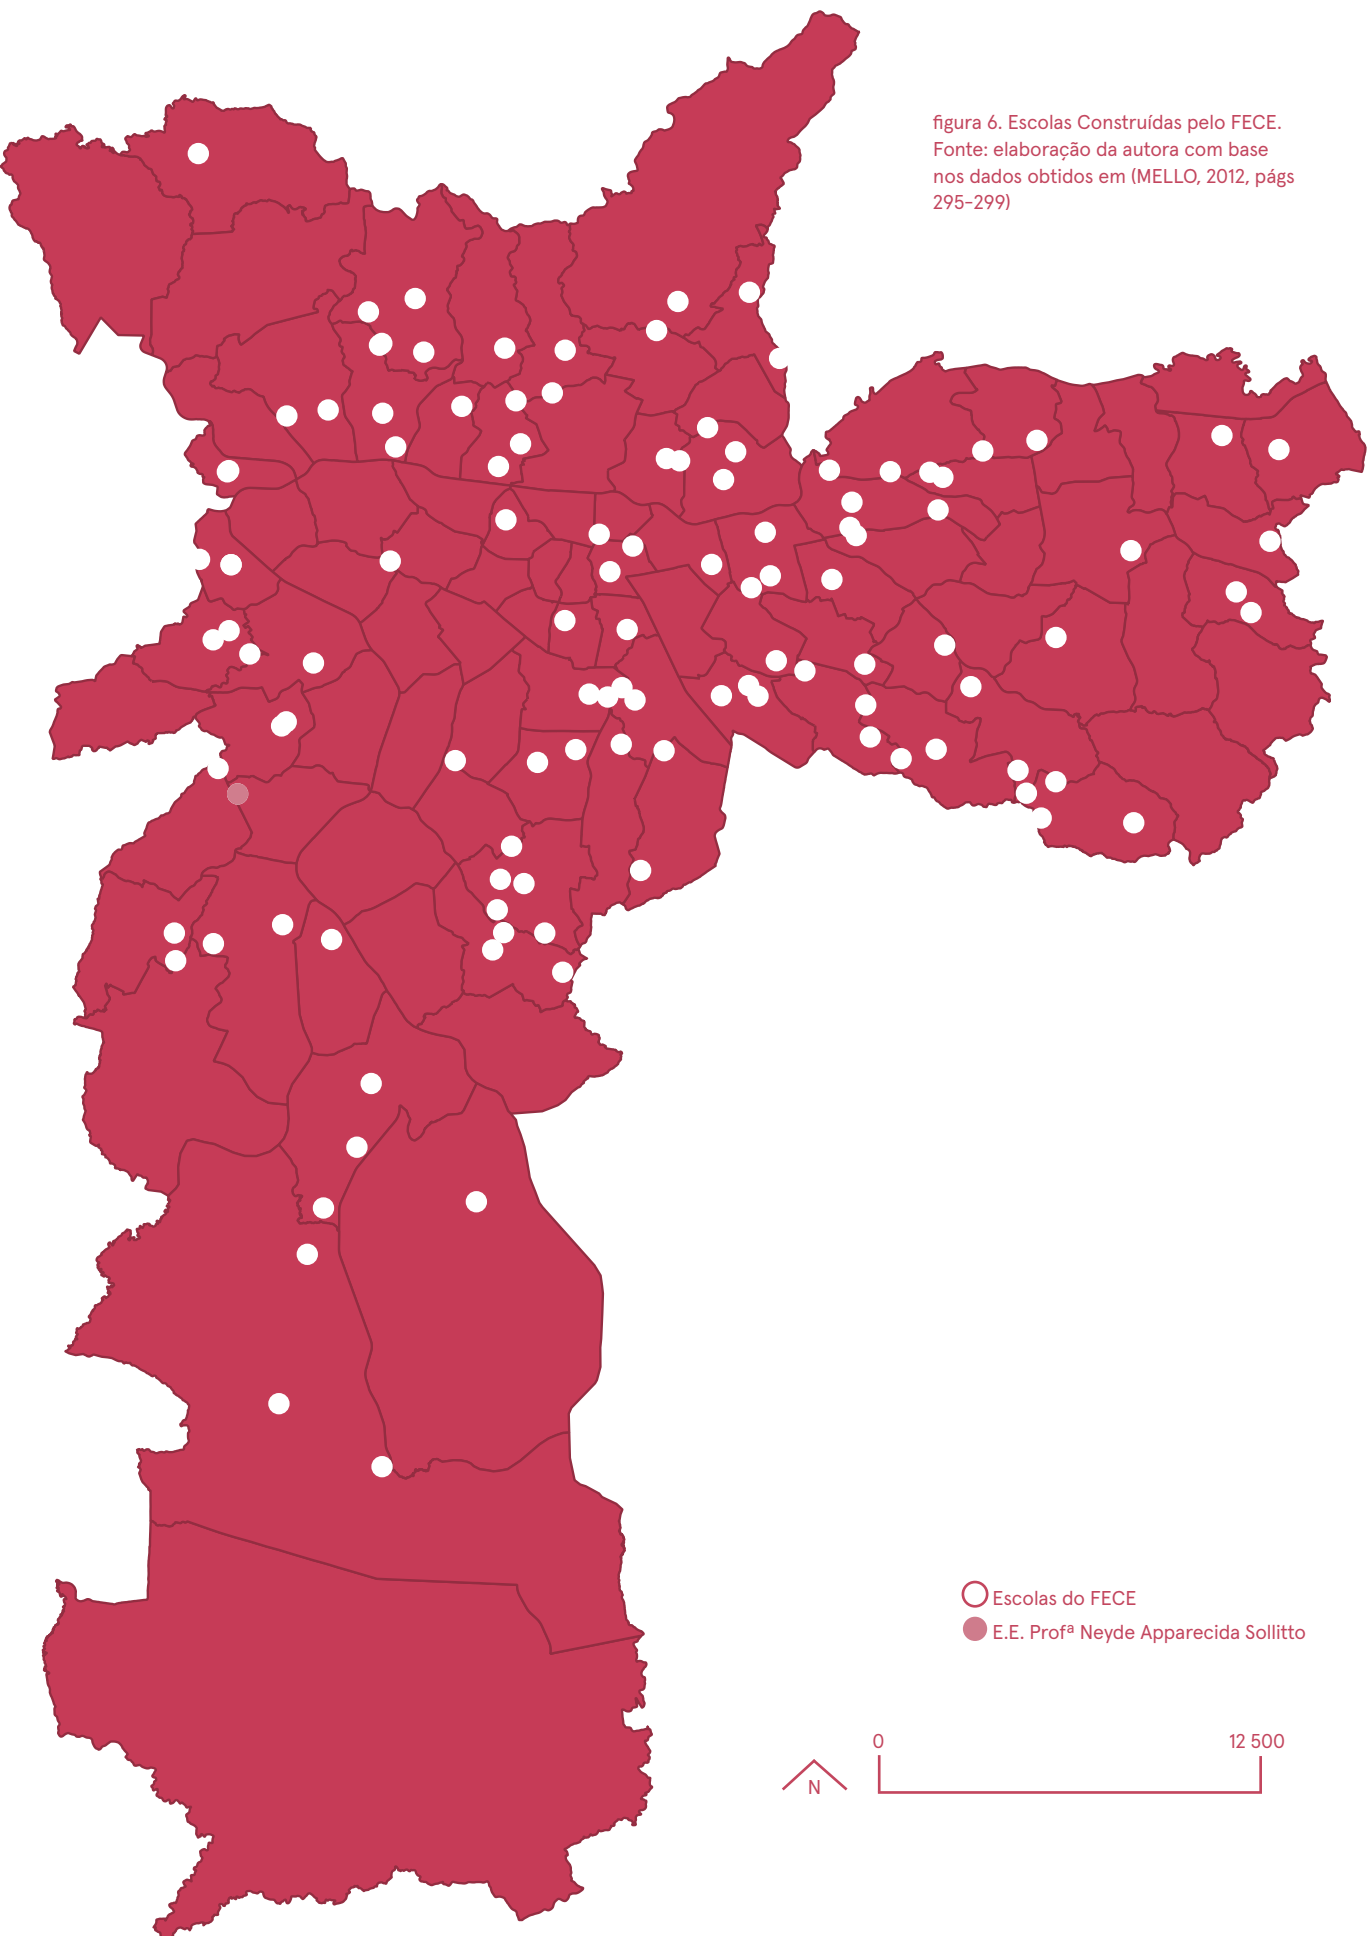 figura 6. Escolas Construídas pelo FECE.
Fonte: elaboração da autora com base
nos dados obtidos em (MELLO, 2012, págs
295-299)
Escolas do FECE
E.E. Profª Neyde Apparecida Sollitto
0 12 500
N